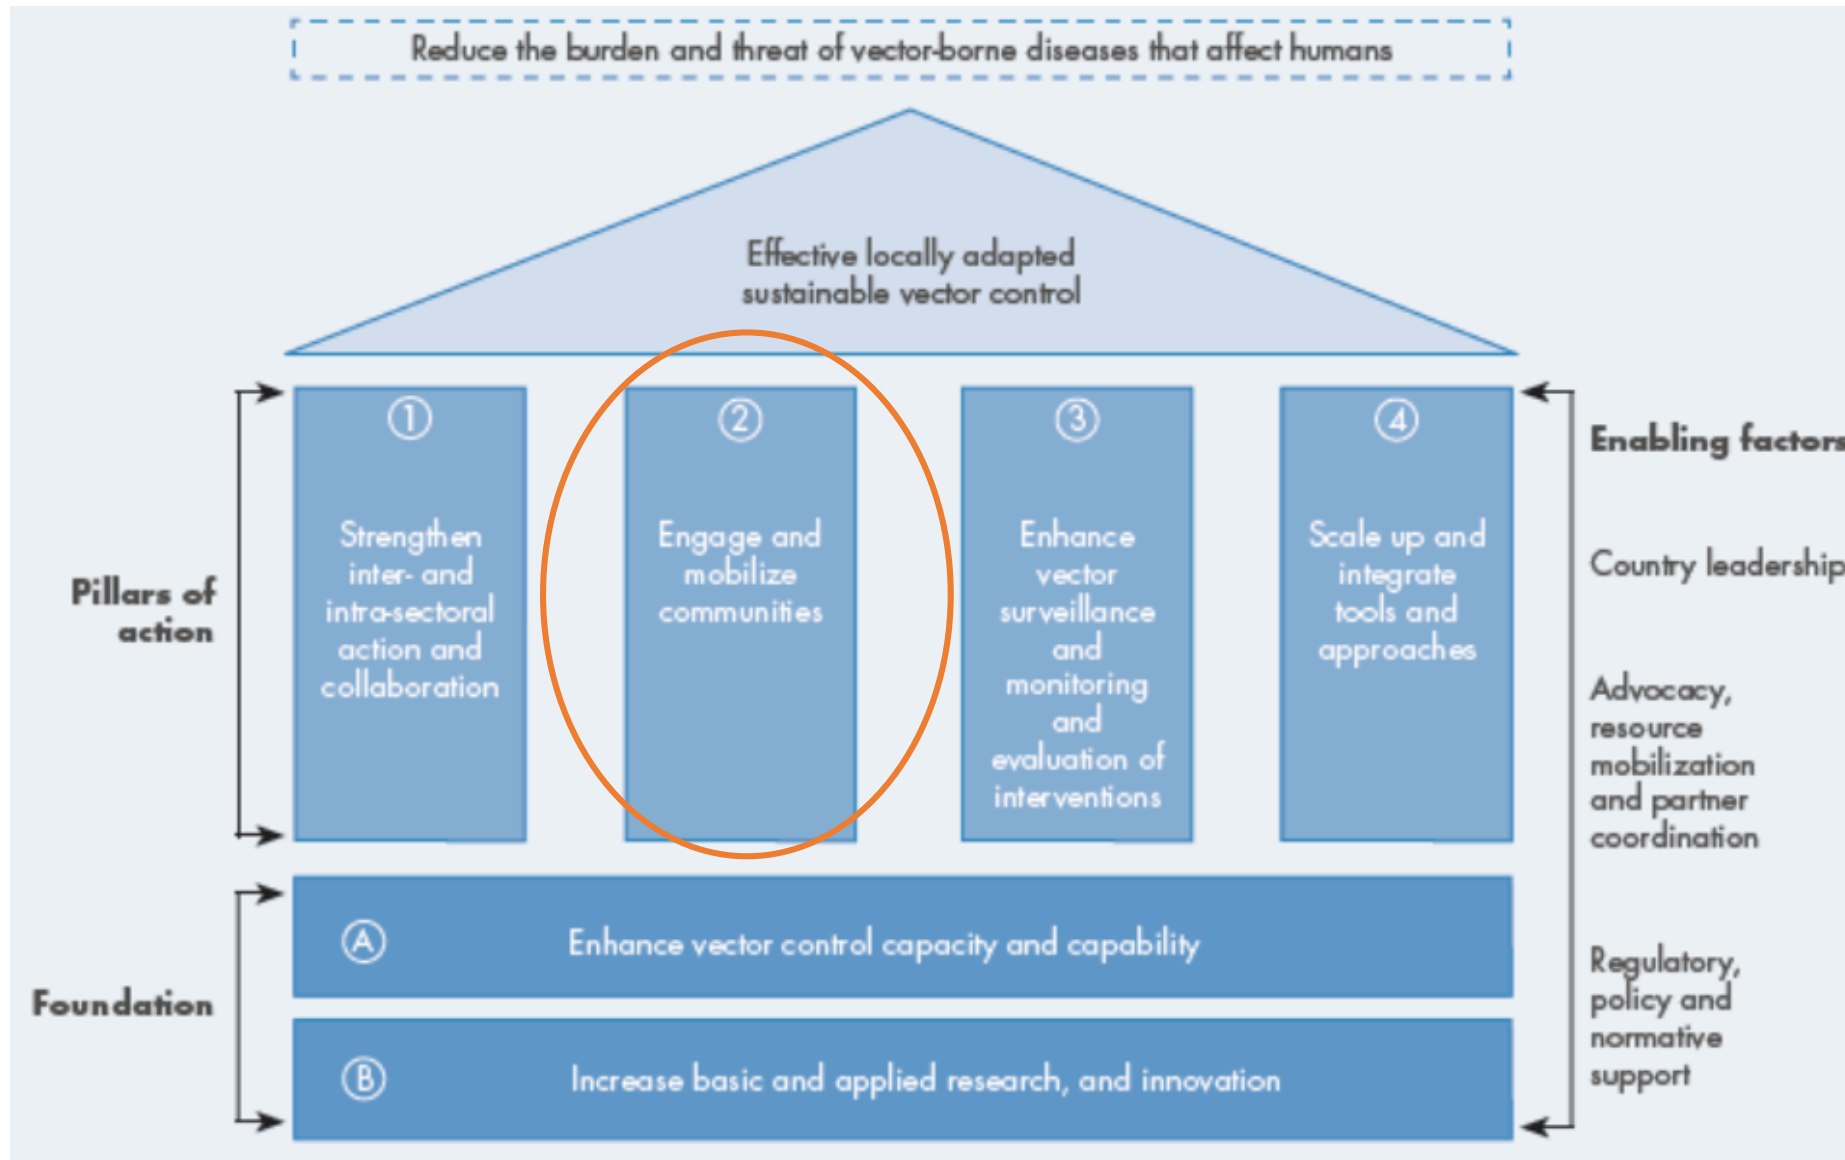 Reduce the burden and threat of vector-borne diseases that affect humans
Effective locally adapted
sustainable vector control
Pillars of
action
1
Strengthen
inter- and
intra-sectoral
action and
collaboration
2
Engage and
mobilize
communities
3
Enhance
vector
surveillance
and
monitoring
and
evaluation of
interventions
4
Scale up and
integrate
tools and
approaches
Enabling factors
Country leadership
Advocacy,
resource
mobilization
and partner
coordination
Regulatory,
policy and
normative
support
Foundation
A
Enhance vector control capacity and capability
B
Increase basic and applied research, and innovation